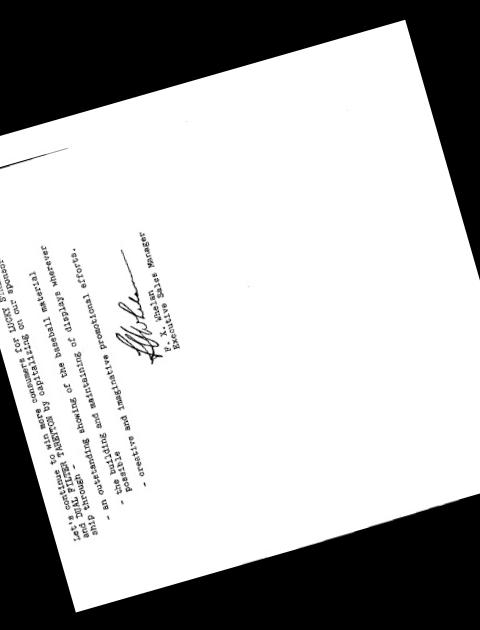 Let's continue to win more consumers for LUCKY
and DUAL FILTER TAREYTON by capitalizing on our sponsor-
ship through -
- an outstanding showing of the baseball material
- the building and maintaining of displays wherever
possible
- creative and imaginative promotional efforts.
P. X. Whelan
Executive Sales Manager